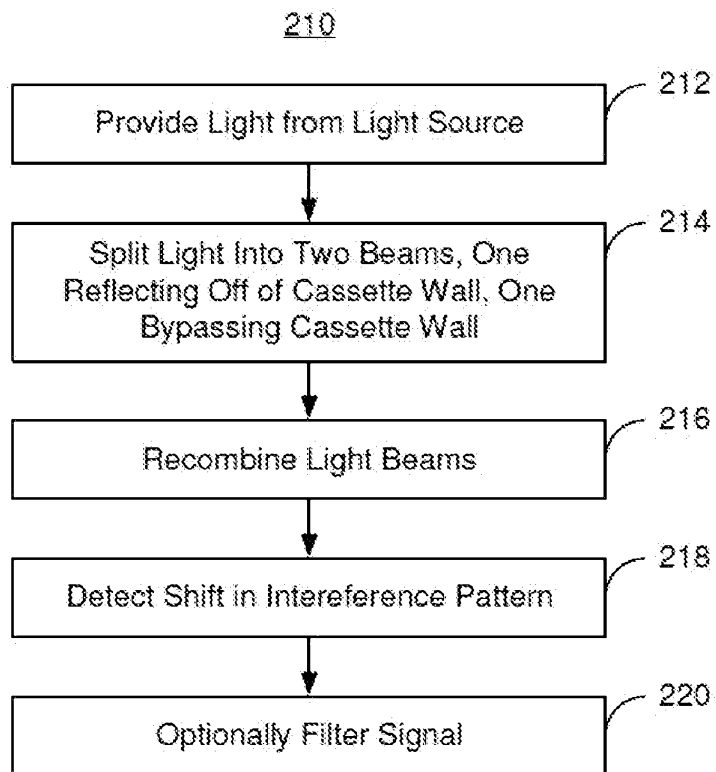 210
Provide Light from Light Source
212
Split Light Into Two Beams, One
Reflecting Off of Cassette Wall, One
Bypassing Cassette Wall
214
Recombine Light Beams
216
Detect Shift in Intereference Pattern
218
Optionally Filter Signal
220